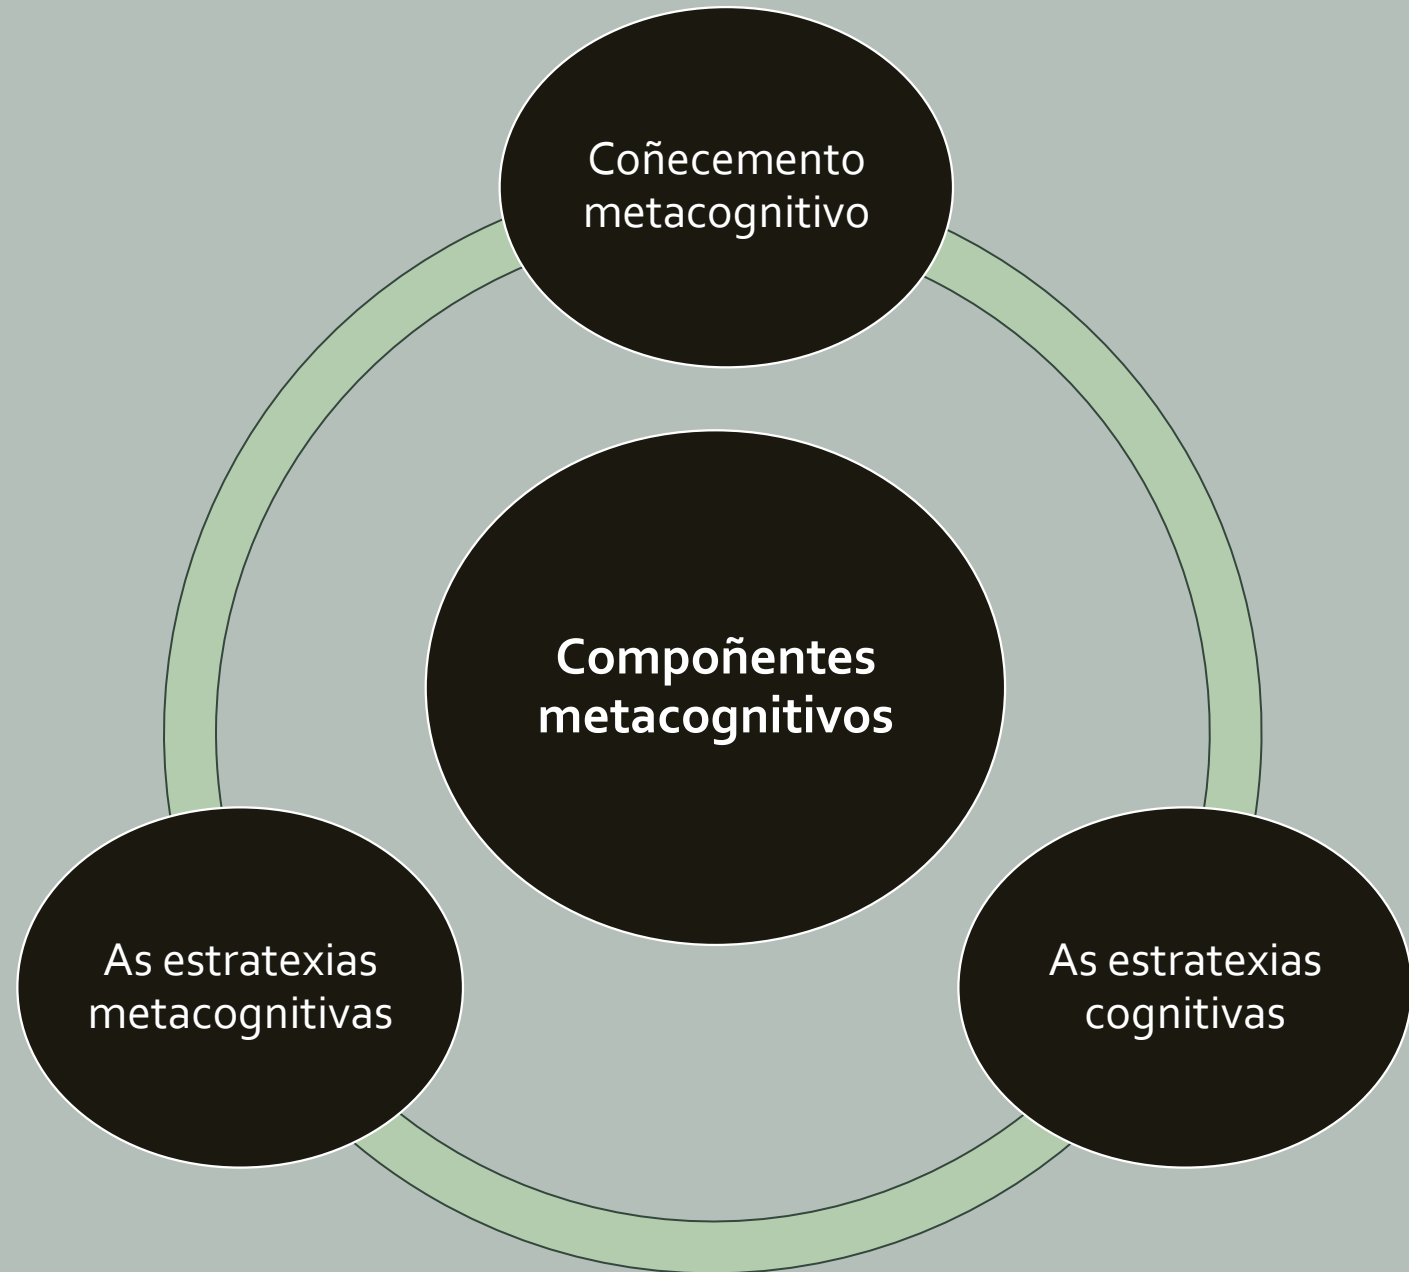 Coñecemento
metacognitivo
Compoñentes
metacognitivos
As estratexias
metacognitivas
As estratexias
cognitivas